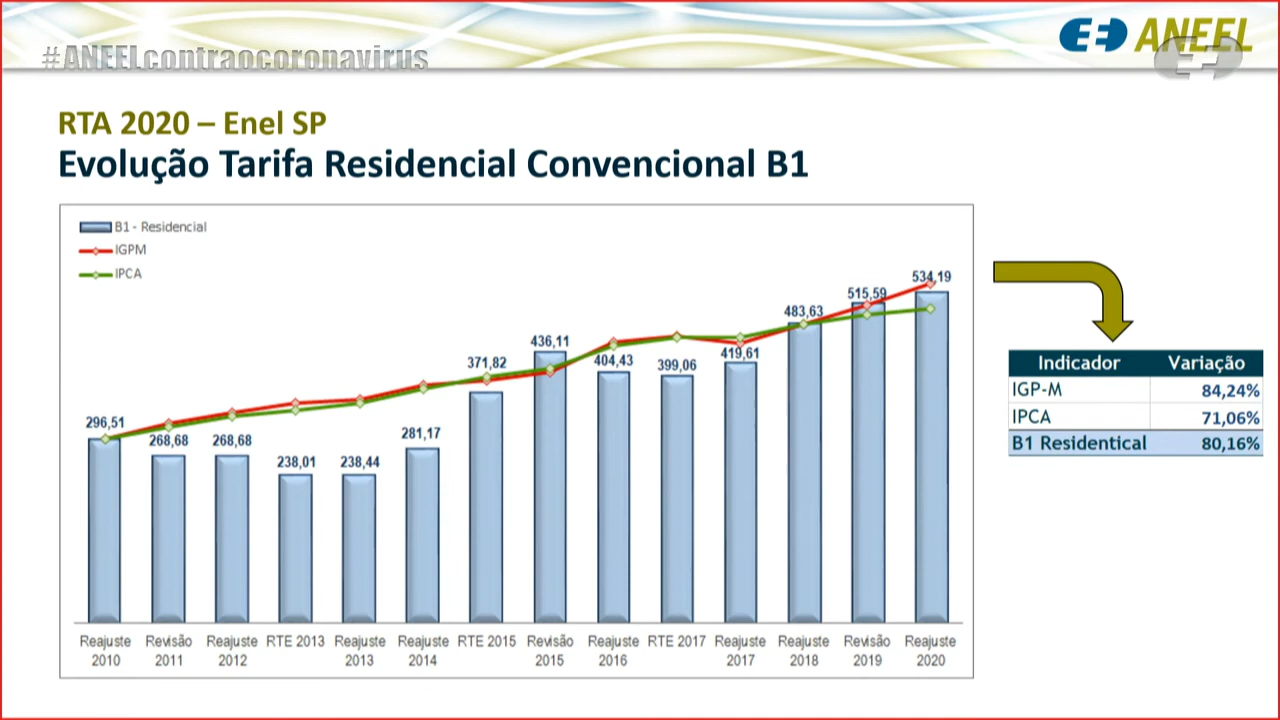 #ANEELcontraocoronavirus
ANEEL
RTA 2020 – Enel SP
Evolução Tarifa Residencial Convencional B1
B1 - Residencial
IGPM
IPCA
296,51
268,68
268,68
238,01
238,44
281,17
371,82
436,11
404,43
399,06
419,61
483,63
515,59
534,19
Reajuste 2010
Revisão 2011
Reajuste 2012
RTE 2013
Reajuste 2013
Reajuste 2014
RTE 2015
Revisão 2015
Reajuste 2016
RTE 2017
Reajuste 2017
Reajuste 2018
Revisão 2019
Reajuste 2020
Indicador Variação
IGP-M 84,24%
IPCA 71,06%
B1 Residentical 80,16%